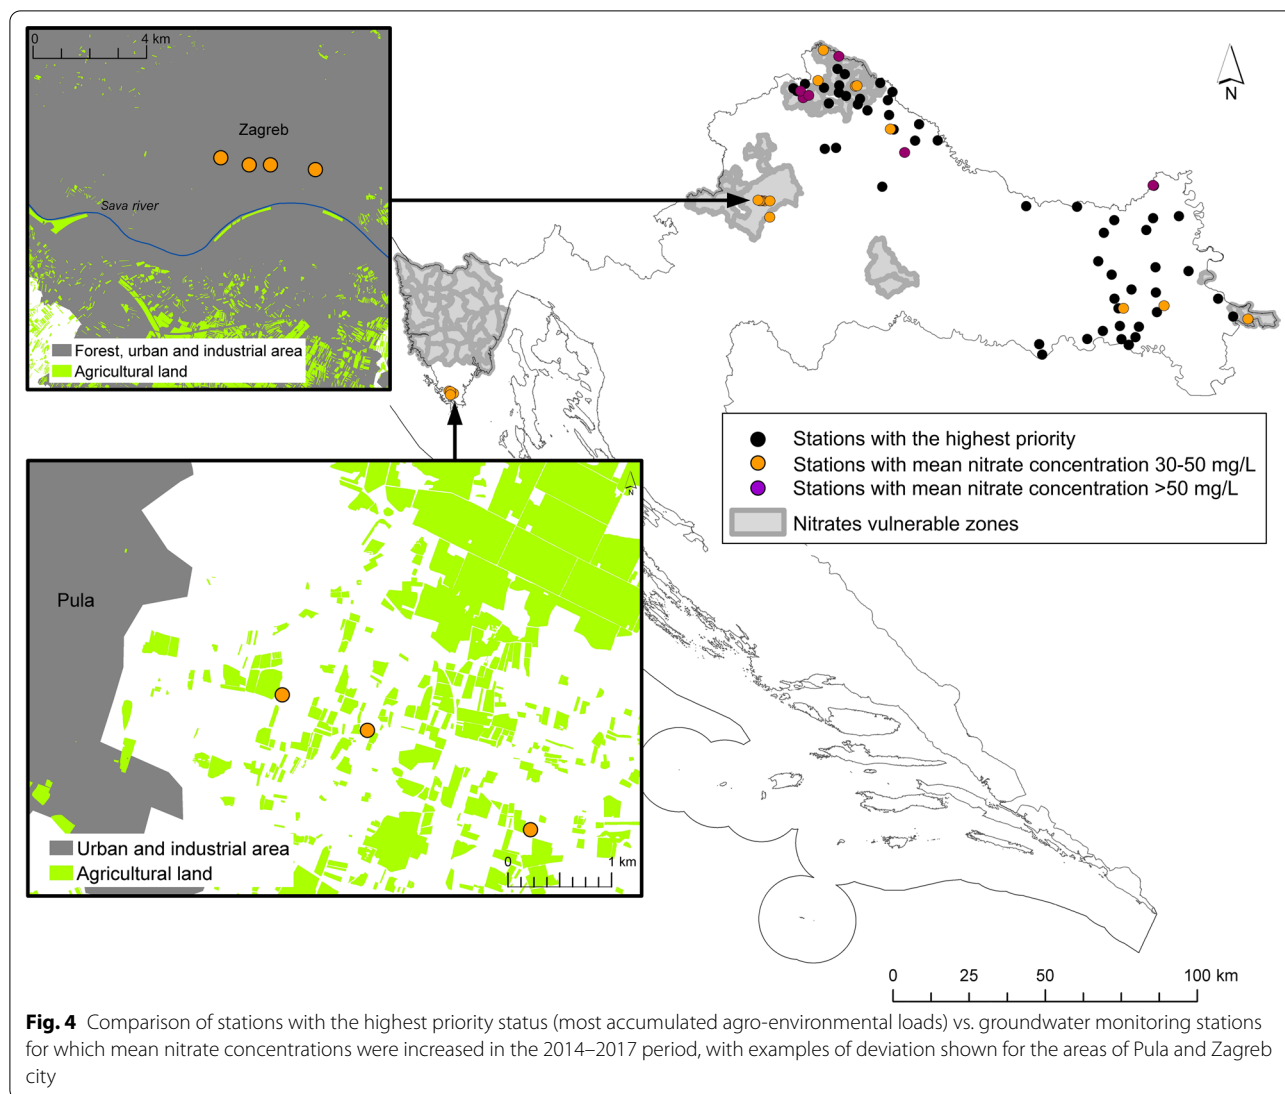 0 4 km
Zagreb
Sava river
Forest, urban and industrial area
Agricultural land
N
Stations with the highest priority
Stations with mean nitrate concentration 30-50 mg/L
Stations with mean nitrate concentration >50 mg/L
Nitrates vulnerable zones
N
Pula
Urban and industrial area
Agricultural land
0 1 km
0 25 50 100 km
Fig. 4 Comparison of stations with the highest priority status (most accumulated agro-environmental loads) vs. groundwater monitoring stations
for which mean nitrate concentrations were increased in the 2014–2017 period, with examples of deviation shown for the areas of Pula and Zagreb
city